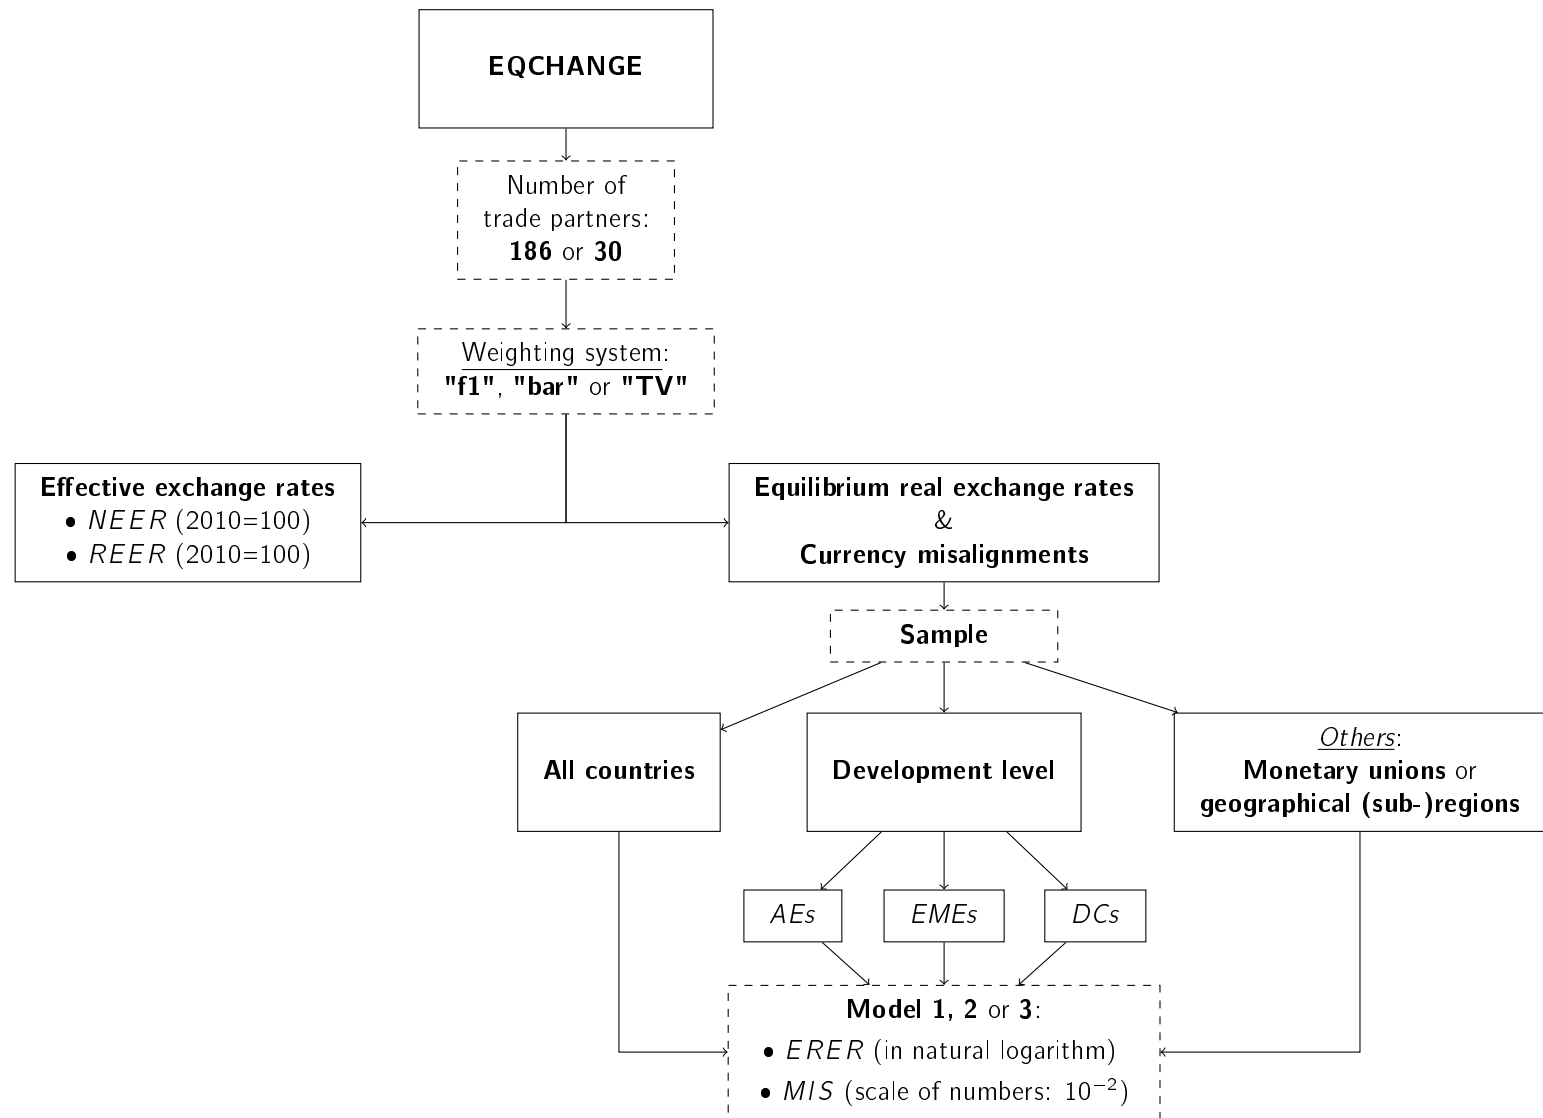 EQCHANGE
Number of
trade partners:
186 or 30
Weighting system:
"f1", "bar" or "TV"
Effective exchange rates
• NEER (2010=100)
• REER (2010=100)
Equilibrium real exchange rates
&
Currency misalignments
Sample
All countries
Development level
Others:
Monetary unions or
geographical (sub-)regions
AEs
EMEs
DCs
Model 1, 2 or 3:
• ERER (in natural logarithm)
• MIS (scale of numbers: 10⁻²)